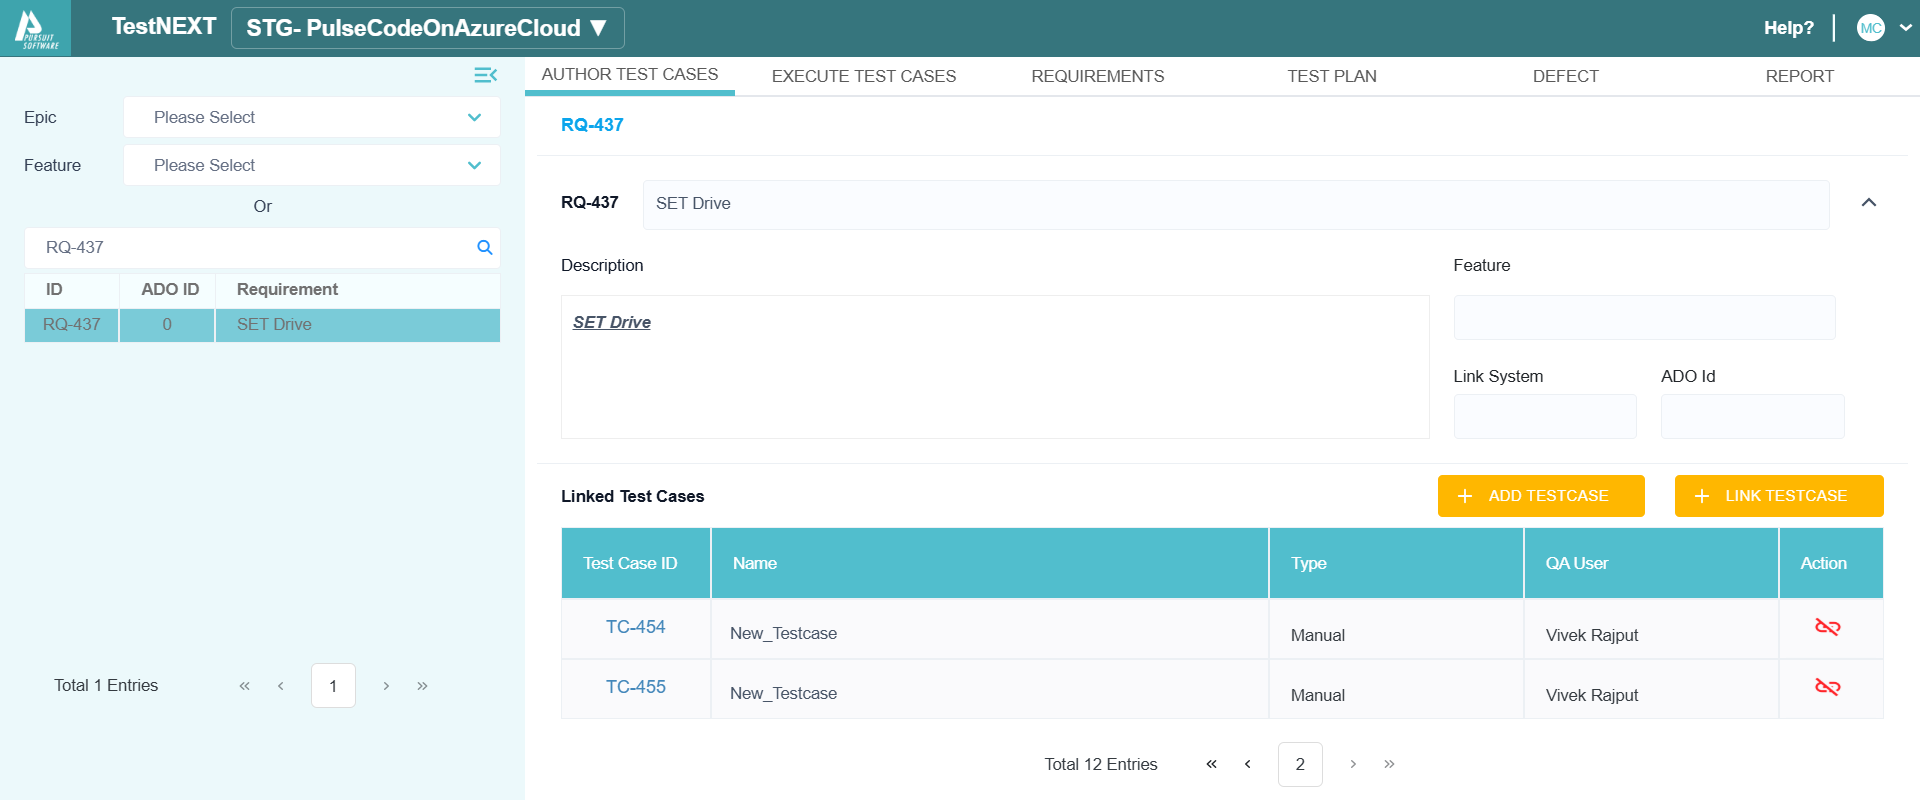 PURSUIT
SOFTWARE
TestNEXT
STG- PulseCodeOnAzureCloud ▼
Help?
MC
Epic
Please Select
Feature
Please Select
Or
RQ-437
ID ADO ID Requirement
RQ-437 0 SET Drive
Total 1 Entries « ‹ 1 › »
AUTHOR TEST CASES EXECUTE TEST CASES REQUIREMENTS TEST PLAN DEFECT REPORT
RQ-437
RQ-437 SET Drive
Description
Feature
SET Drive
Link System ADO Id
Linked Test Cases
+ ADD TESTCASE
+ LINK TESTCASE
Test Case ID Name Type QA User Action
TC-454 New_Testcase Manual Vivek Rajput
TC-455 New_Testcase Manual Vivek Rajput
Total 12 Entries « ‹ 2 › »